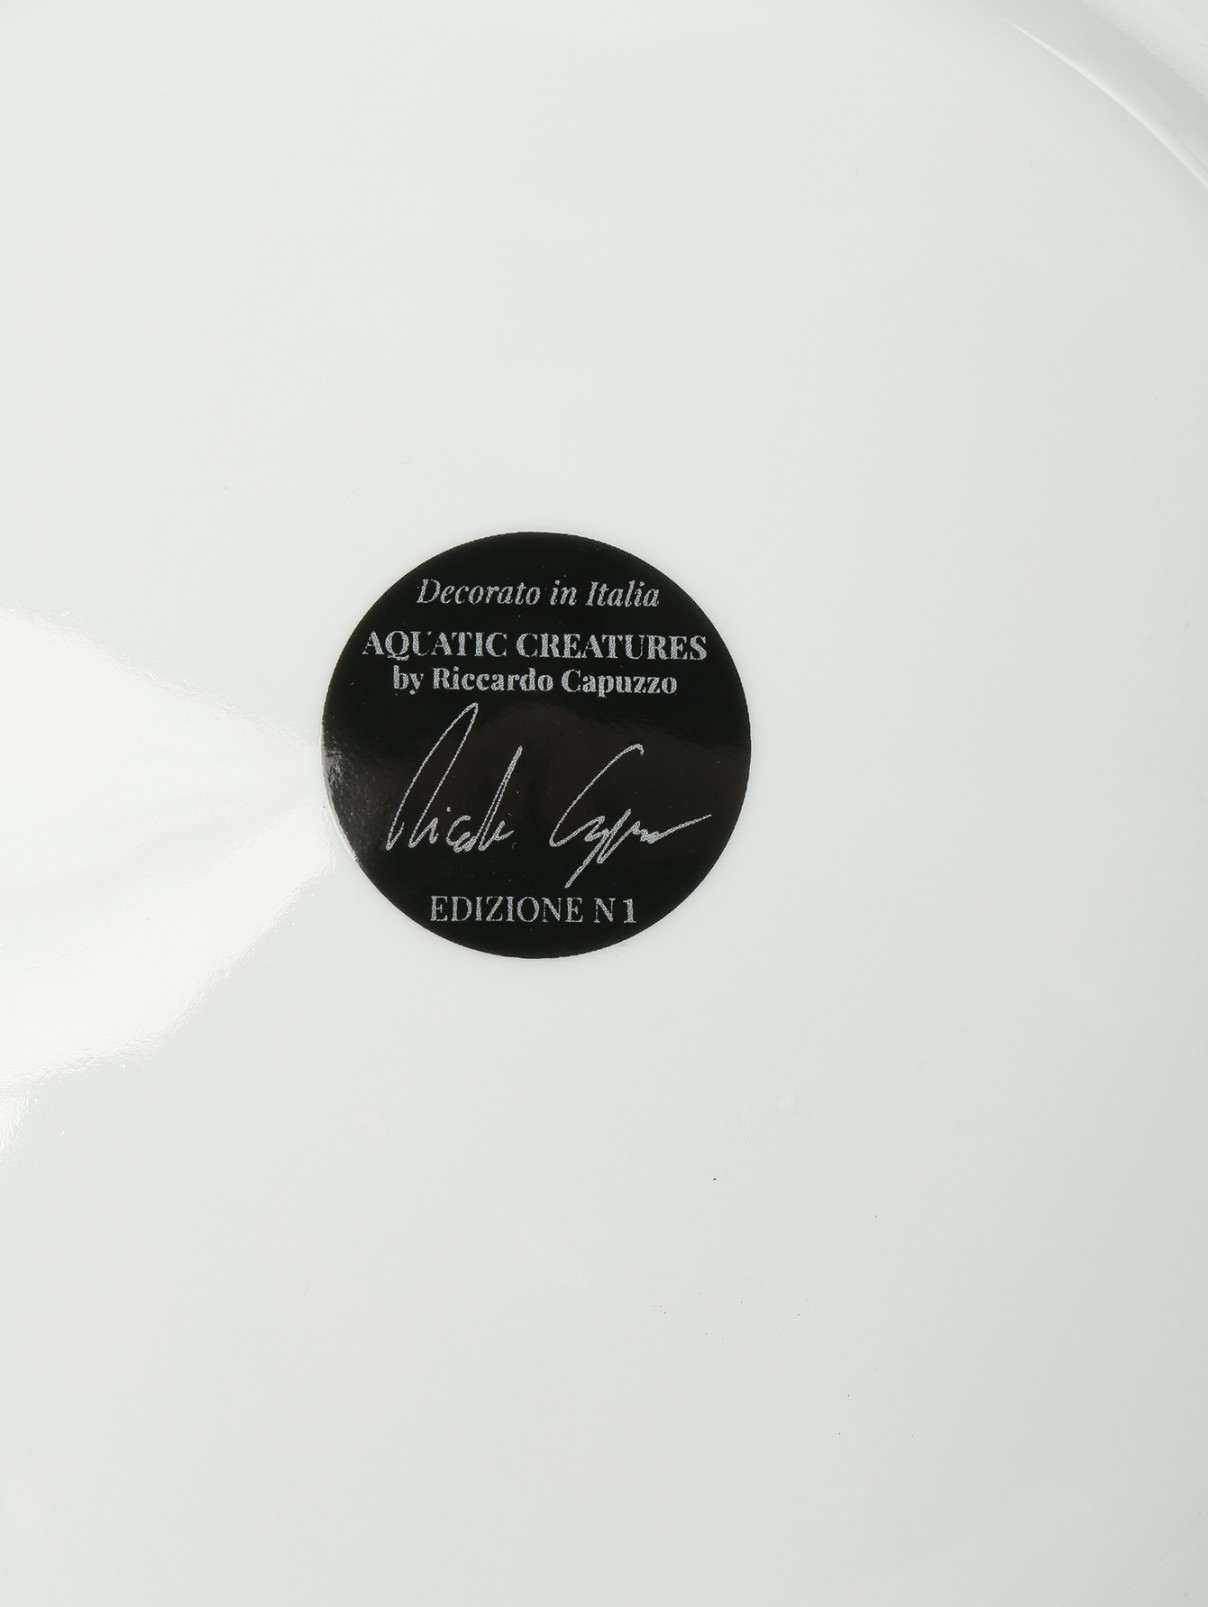 Decorato in Italia
AQUATIC CREATURES
by Riccardo Capuzzo
EDIZIONE N 1